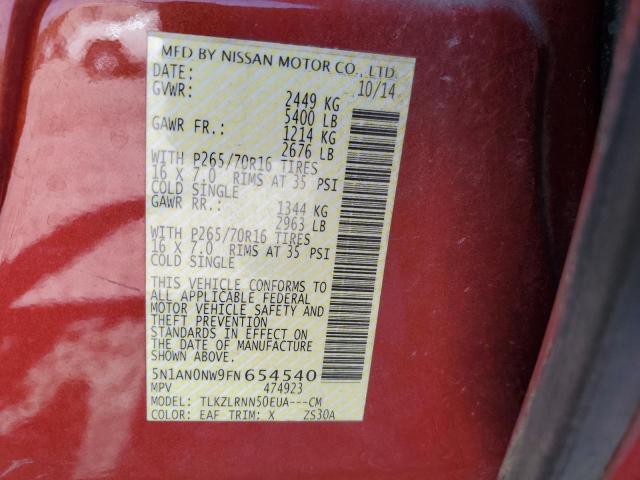 MFD BY NISSAN MOTOR CO., LTD.
DATE: 10/14
GVWR: 2449 KG
5400 LB
GAWR FR.: 1214 KG
2676 LB
WITH P265/70R16 TIRES
16 X 7.0 RIMS AT 35 PSI
COLD SINGLE
GAWR RR.: 1344 KG
2963 LB
WITH P265/70R16 TIRES
16 X 7.0 RIMS AT 35 PSI
COLD SINGLE
THIS VEHICLE CONFORMS TO
ALL APPLICABLE FEDERAL
MOTOR VEHICLE SAFETY AND
THEFT PREVENTION
STANDARDS IN EFFECT ON
THE DATE OF MANUFACTURE
SHOWN ABOVE.
5N1AN0NW9FN654540
MPV 474923
MODEL: TLKZLRNN50EUA---CM
COLOR: EAF TRIM: X ZS30A